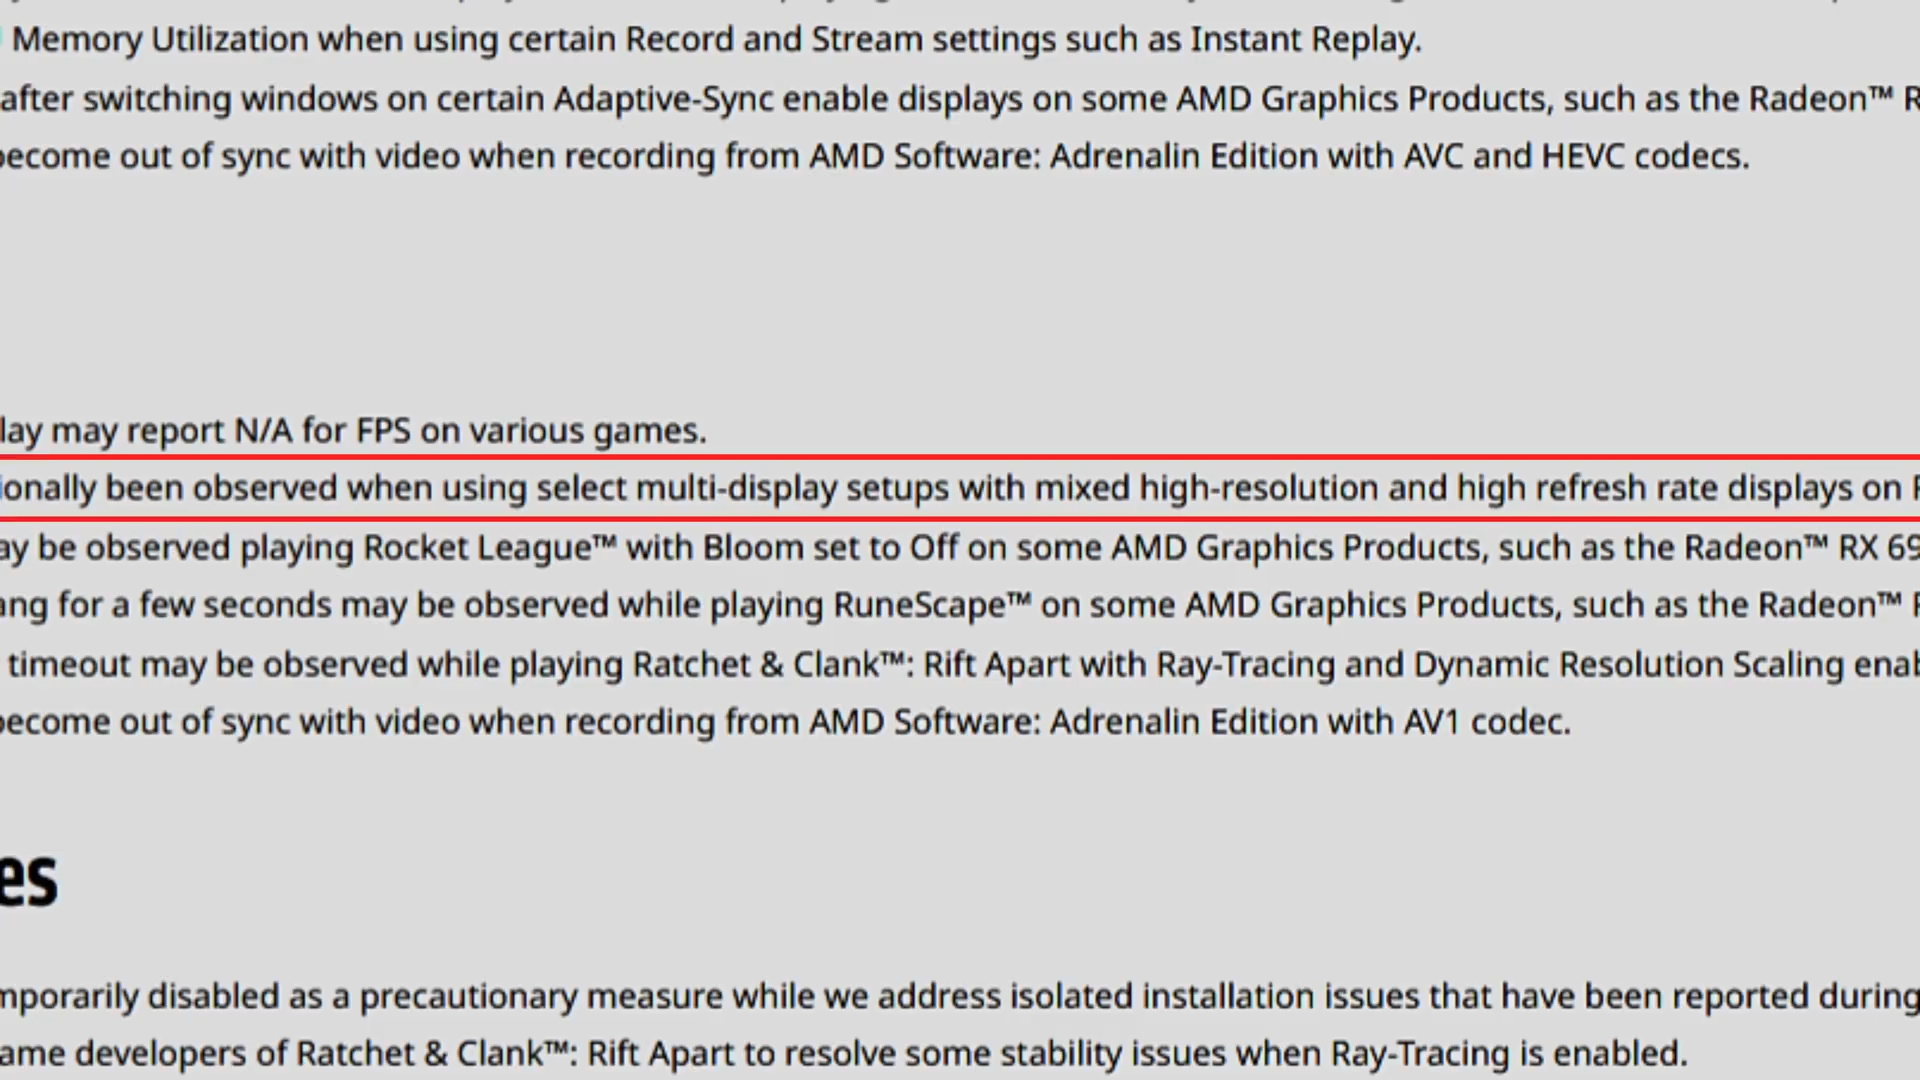 Memory Utilization when using certain Record and Stream settings such as Instant Replay.
after switching windows on certain Adaptive-Sync enable displays on some AMD Graphics Products, such as the Radeon™ R
become out of sync with video when recording from AMD Software: Adrenalin Edition with AVC and HEVC codecs.
lay may report N/A for FPS on various games.
ionally been observed when using select multi-display setups with mixed high-resolution and high refresh rate displays on
ay be observed playing Rocket League™ with Bloom set to Off on some AMD Graphics Products, such as the Radeon™ RX 69
ang for a few seconds may be observed while playing RuneScape™ on some AMD Graphics Products, such as the Radeon™
timeout may be observed while playing Ratchet & Clank™: Rift Apart with Ray-Tracing and Dynamic Resolution Scaling enab
become out of sync with video when recording from AMD Software: Adrenalin Edition with AV1 codec.
es
mporarily disabled as a precautionary measure while we address isolated installation issues that have been reported during
ame developers of Ratchet & Clank™: Rift Apart to resolve some stability issues when Ray-Tracing is enabled.